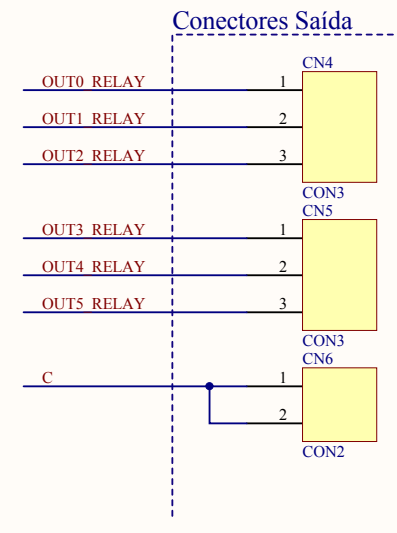 Conectores Saída
CN4
OUT0_RELAY 1
OUT1_RELAY 2
OUT2_RELAY 3
CON3
CN5
OUT3_RELAY 1
OUT4_RELAY 2
OUT5_RELAY 3
CON3
CN6
C 1
2
CON2